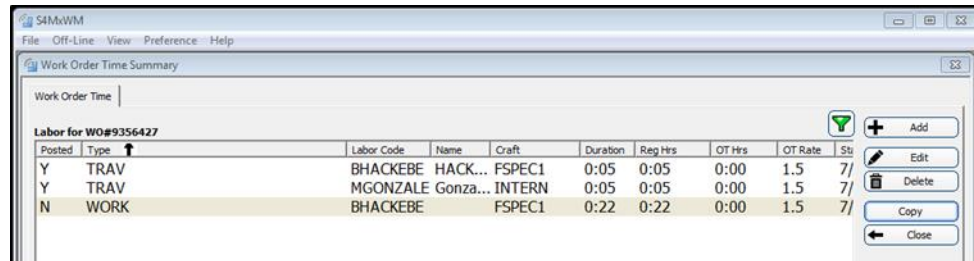 S4MxWM
File Off-Line View Preference Help
Work Order Time Summary
Work Order Time
Labor for WO#9356427
Add
Posted Type Labor Code Name Craft Duration Reg Hrs OT Hrs OT Rate Sta
Y TRAV BHACKEBE HACK... FSPEC1 0:05 0:05 0:00 1.5 7/
Edit
Y TRAV MGONZALE Gonza... INTERN 0:05 0:05 0:00 1.5 7/
Delete
N WORK BHACKEBE FSPEC1 0:22 0:22 0:00 1.5 7/
Copy
Close